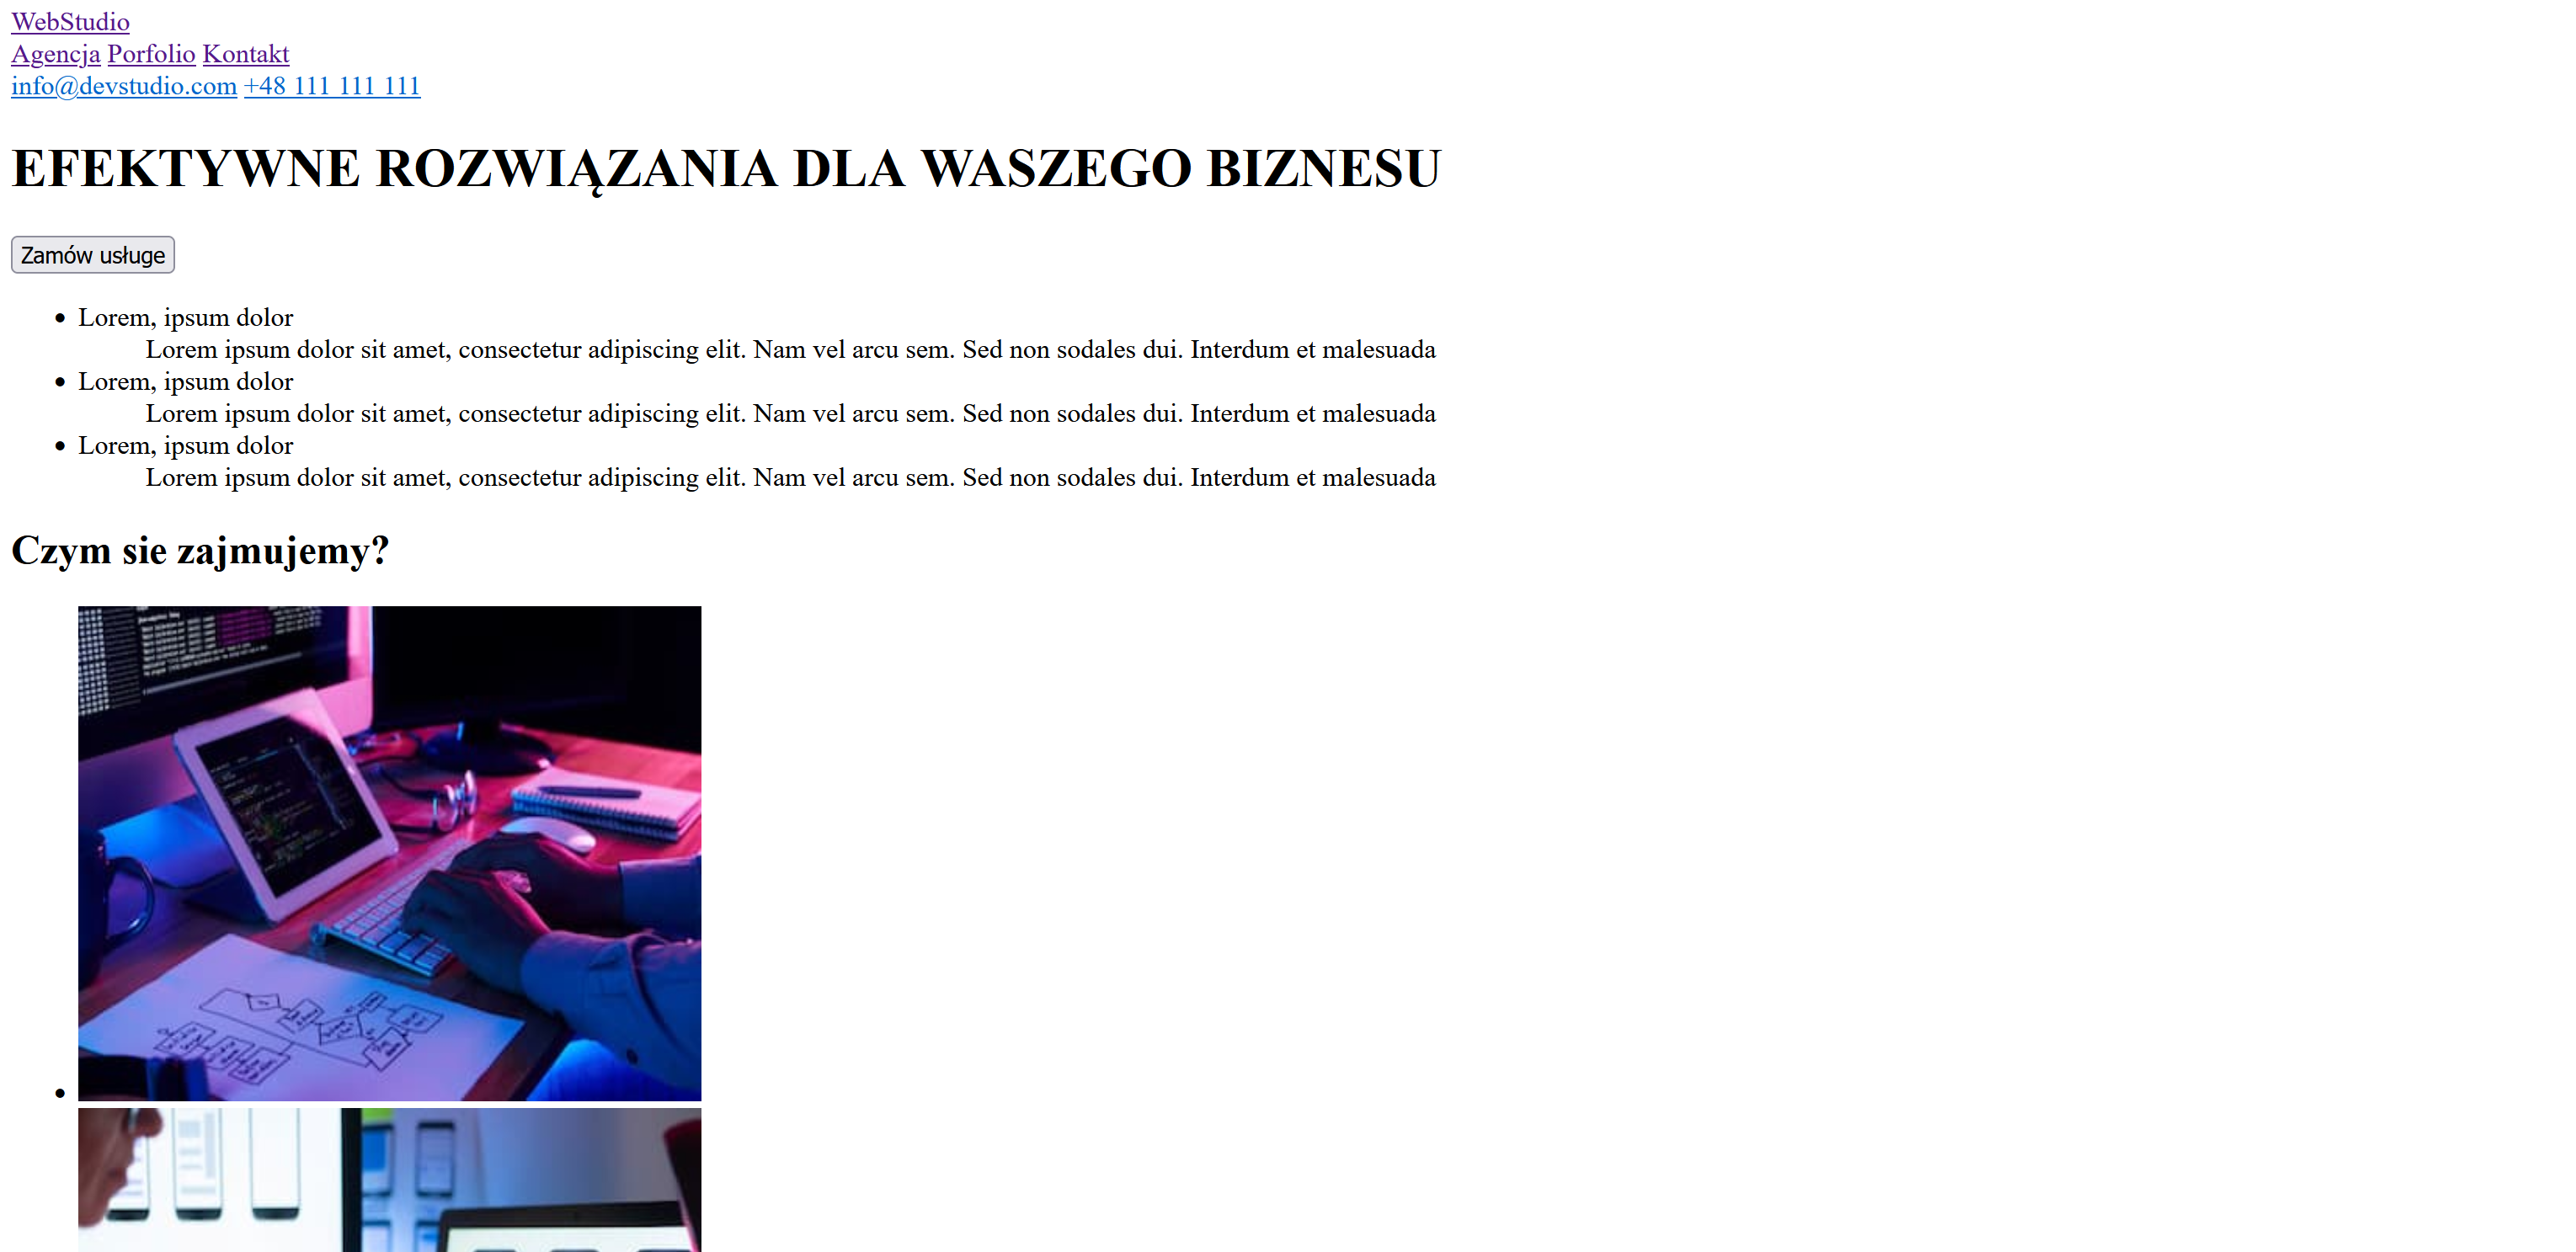 WebStudio
Agencja Porfolio Kontakt
info@devstudio.com +48 111 111 111
EFEKTYWNE ROZWIĄZANIA DLA WASZEGO BIZNESU
Zamów usługe
Lorem, ipsum dolor
Lorem ipsum dolor sit amet, consectetur adipiscing elit. Nam vel arcu sem. Sed non sodales dui. Interdum et malesuada
Lorem, ipsum dolor
Lorem ipsum dolor sit amet, consectetur adipiscing elit. Nam vel arcu sem. Sed non sodales dui. Interdum et malesuada
Lorem, ipsum dolor
Lorem ipsum dolor sit amet, consectetur adipiscing elit. Nam vel arcu sem. Sed non sodales dui. Interdum et malesuada
Czym sie zajmujemy?